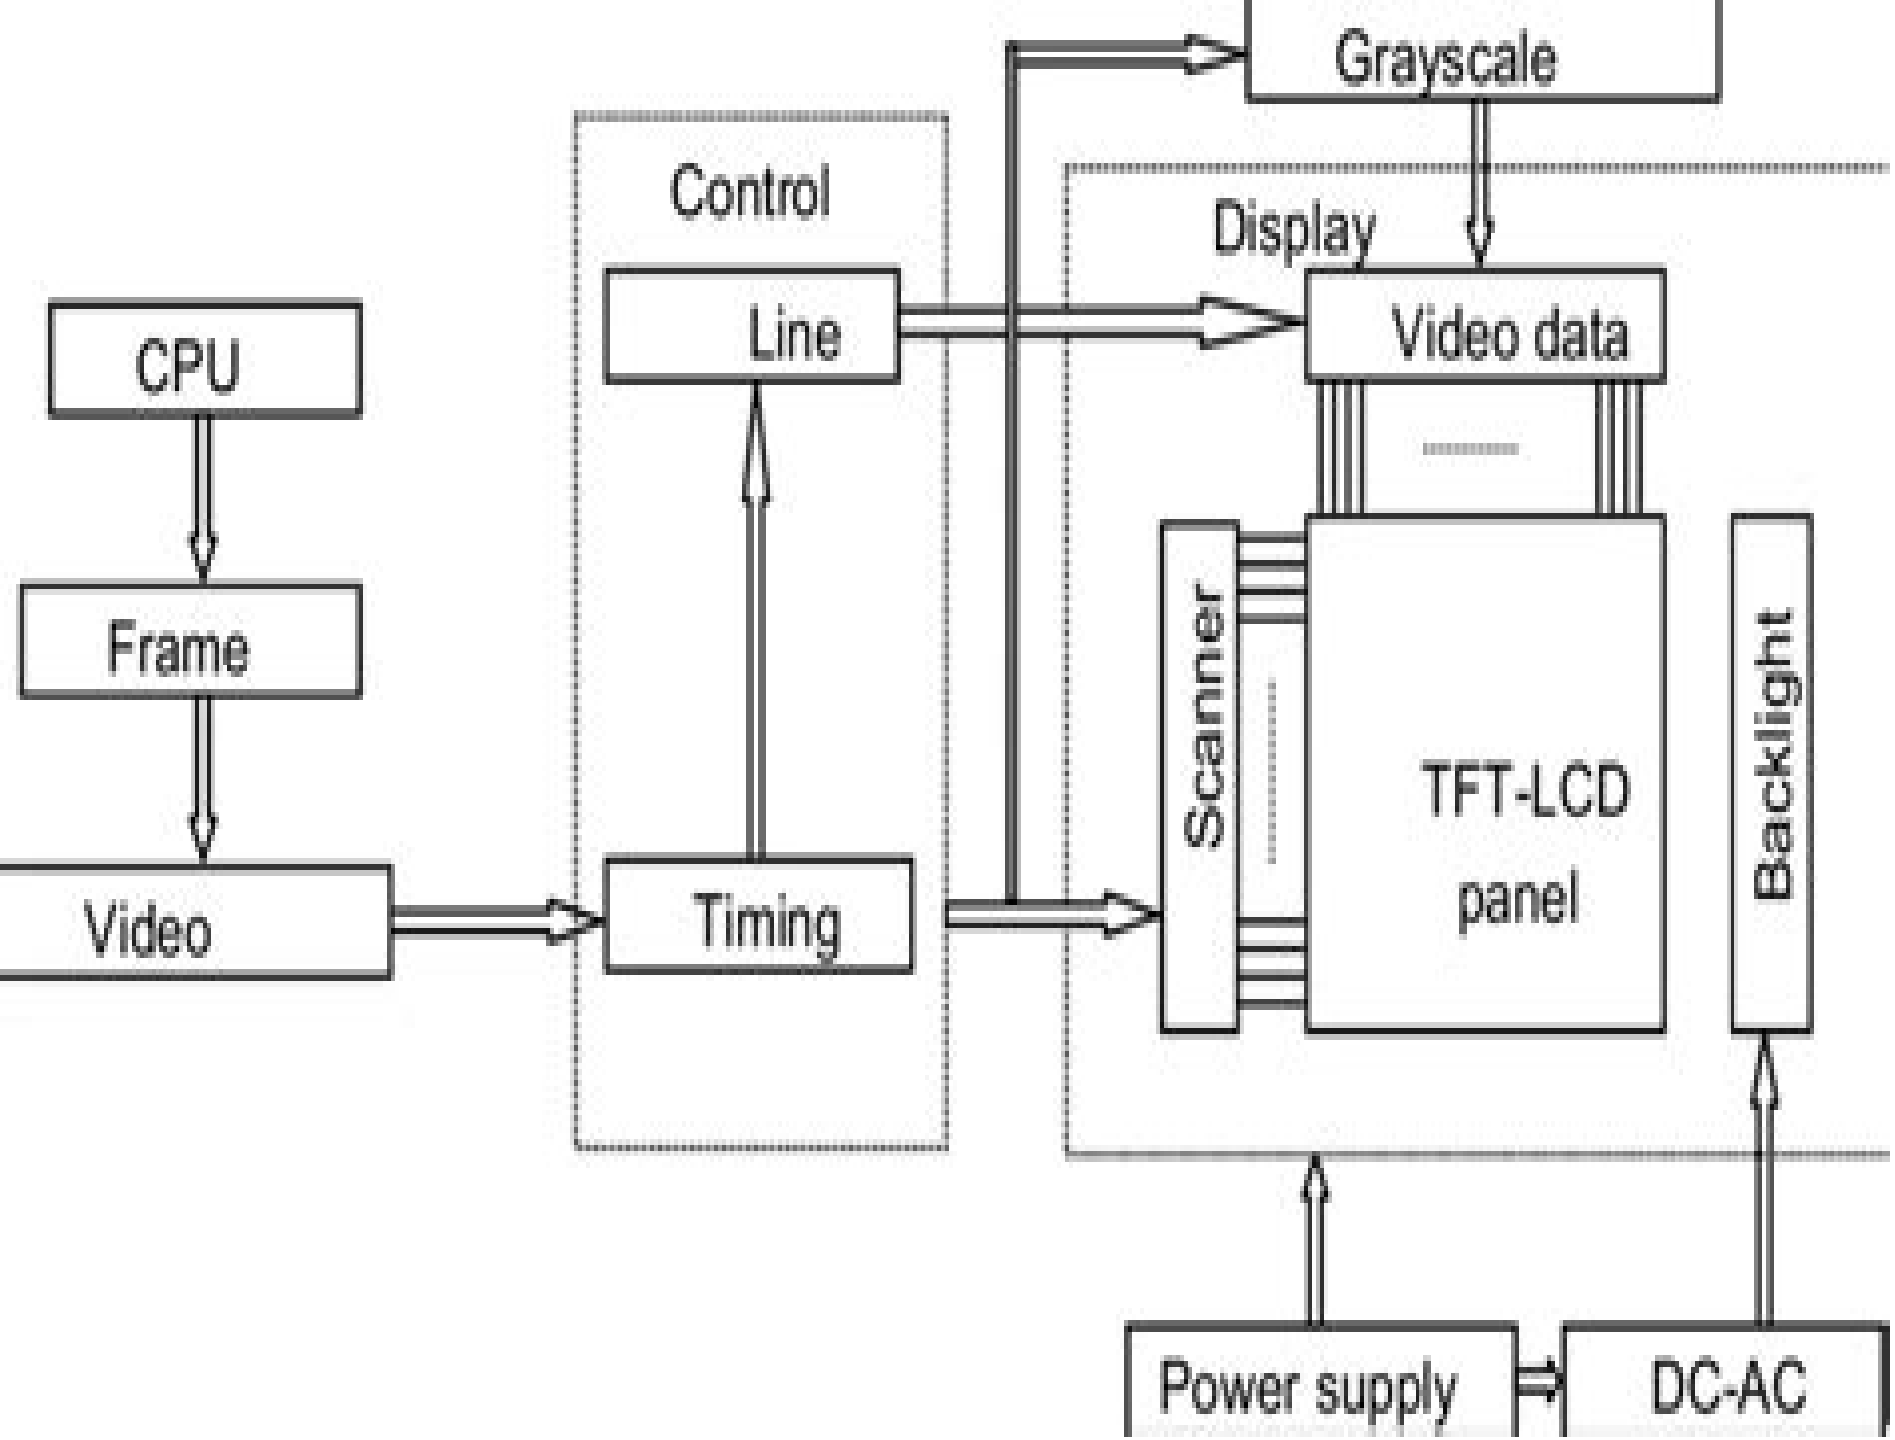 Grayscale
Control
Display
Line
Video data
CPU
Frame
Scanner
TFT-LCD
panel
Backlight
Video
Timing
Power supply
DC-AC